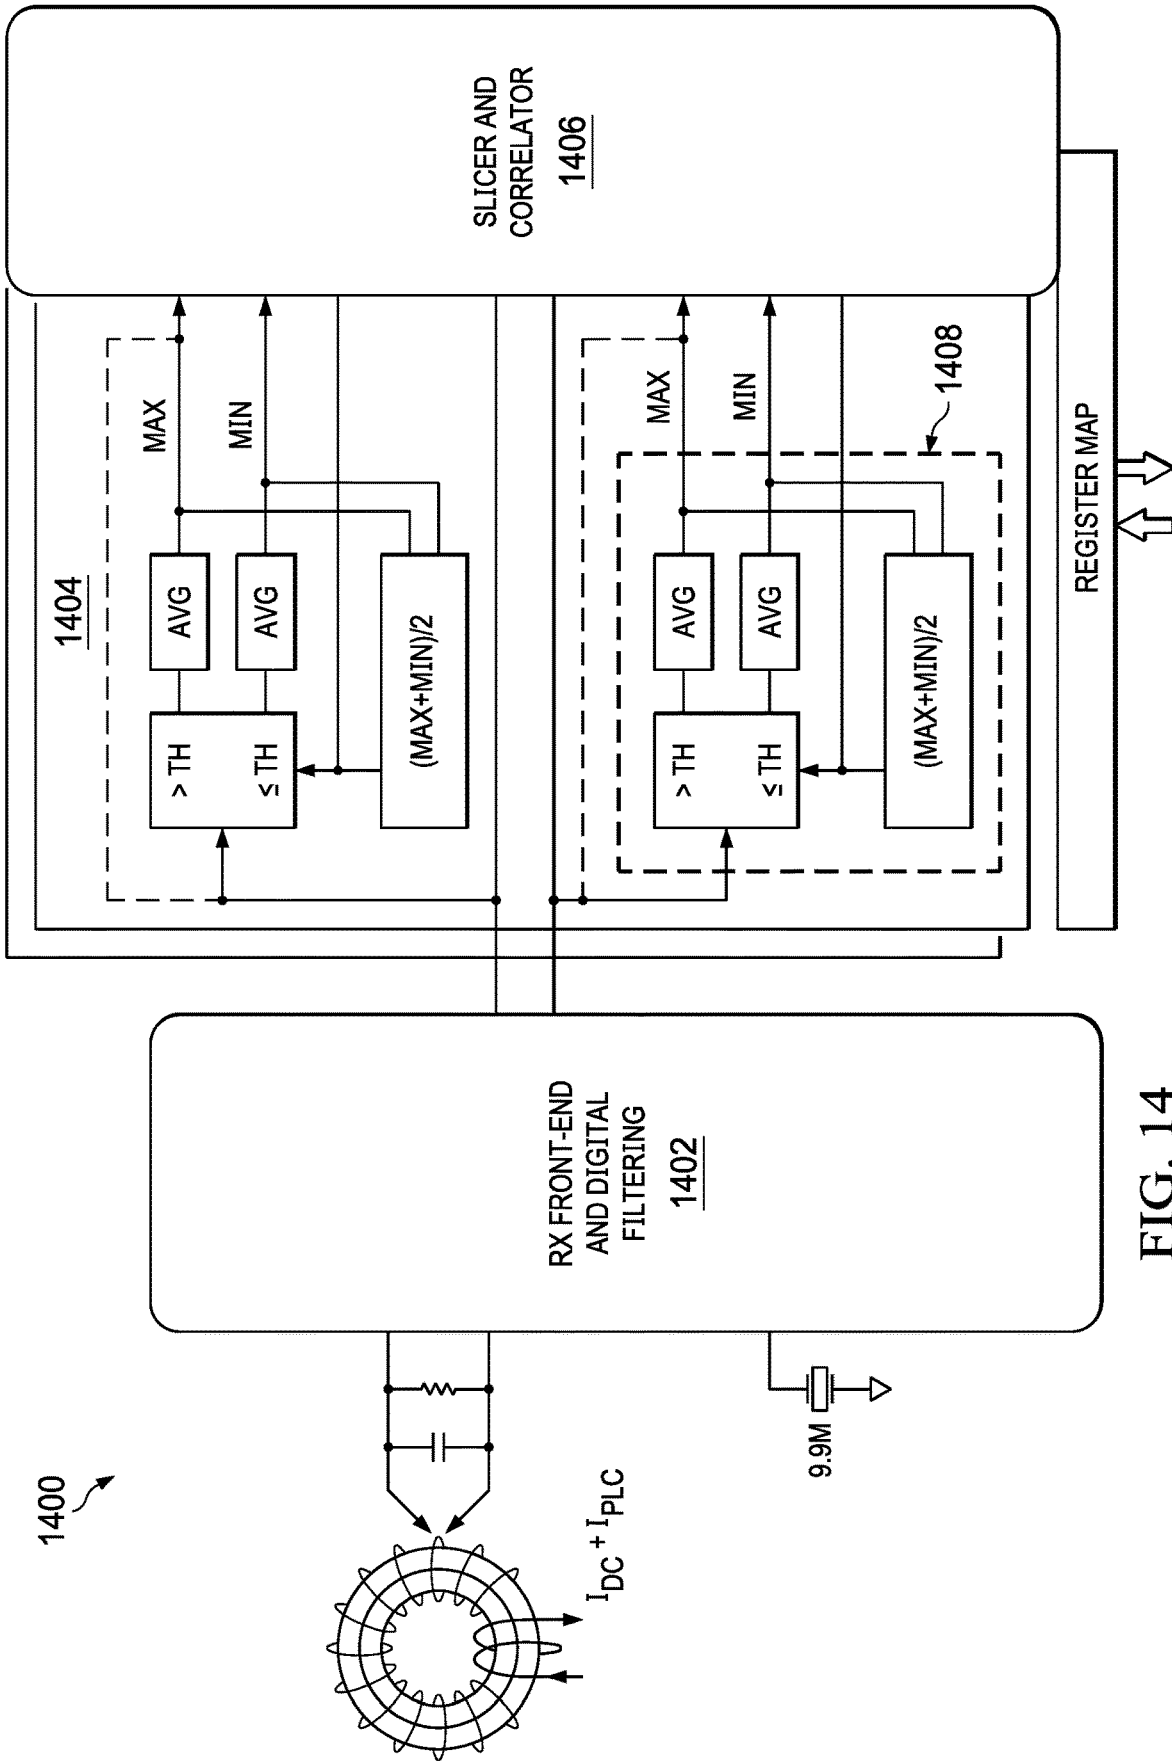 1400
I_DC + I_PLC
9.9M
RX FRONT-END
AND DIGITAL
FILTERING
1402
1404
> TH
≤ TH
AVG
AVG
(MAX+MIN)/2
MAX
MIN
> TH
≤ TH
AVG
AVG
(MAX+MIN)/2
MAX
MIN
1408
SLICER AND
CORRELATOR
1406
REGISTER MAP
FIG. 14